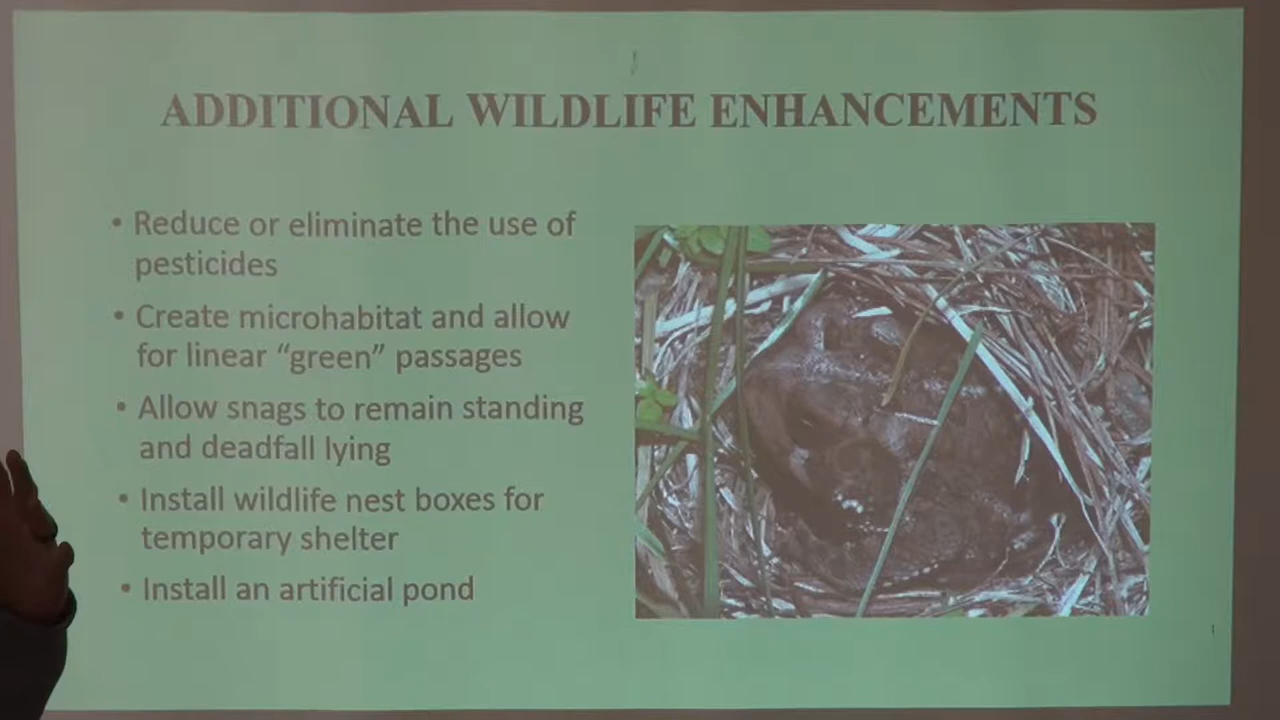 ADDITIONAL WILDLIFE ENHANCEMENTS
• Reduce or eliminate the use of
pesticides
• Create microhabitat and allow
for linear “green” passages
• Allow snags to remain standing
and deadfall lying
• Install wildlife nest boxes for
temporary shelter
• Install an artificial pond